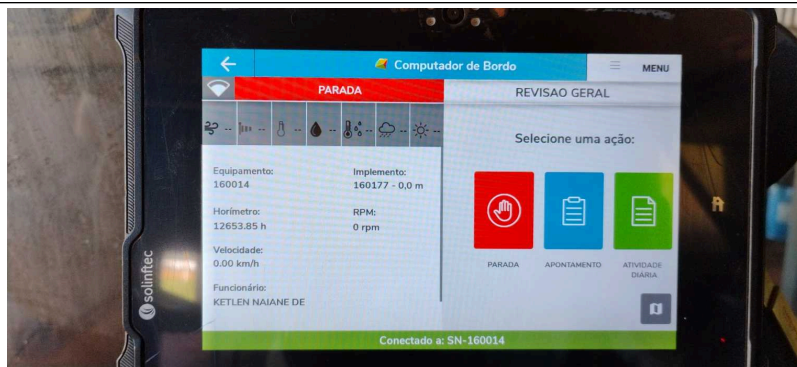 Computador de Bordo
MENU
PARADA
REVISAO GERAL
-- -- -- -- -- -- --
Selecione uma ação:
Equipamento:
160014
Implemento:
160177 - 0,0 m
Horímetro:
12653.85 h
RPM:
0 rpm
Velocidade:
0.00 km/h
Funcionário:
KETLEN NAIANE DE
PARADA
APONTAMENTO
ATIVIDADE
DIÁRIA
Conectado a: SN-160014
solinftec